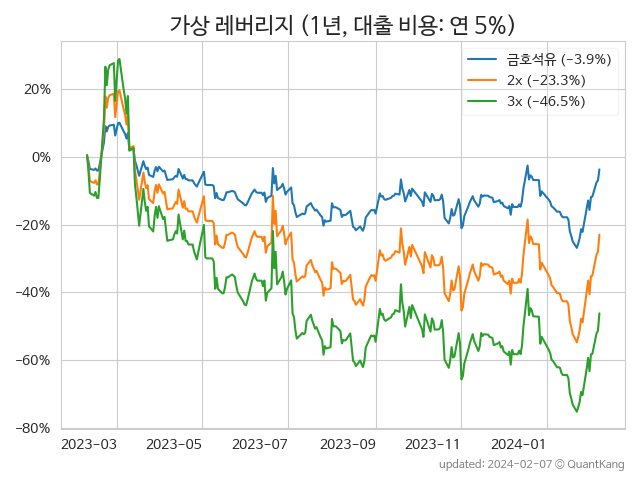 가상 레버리지 (1년, 대출 비용: 연 5%)
금호석유 (−3.9%)
2x (−23.3%)
3x (−46.5%)
20%
0%
−20%
−40%
−60%
−80%
2023-03 2023-05 2023-07 2023-09 2023-11 2024-01
updated: 2024-02-07 © QuantKang